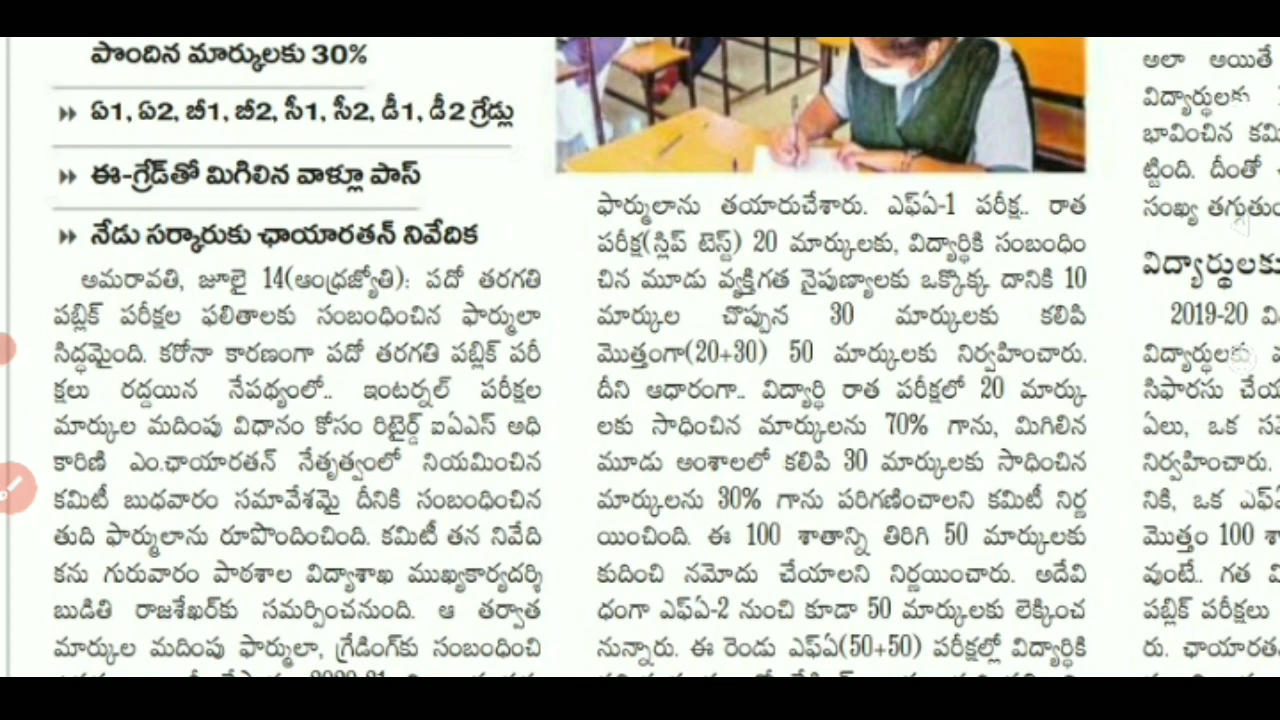 పొందిన మార్కులకు 30%
» ఏ1, ఏ2, బీ1, బీ2, సీ1, సీ2, డీ1, డీ2 గ్రేడ్లు
» ఈ-గ్రేడ్‌తో మిగిలిన వాళ్లూ పాస్
» నేడు సర్కారుకు ఛాయారతన్ నివేదిక
అమరావతి, జూలై 14(ఆంధ్రజ్యోతి): పదో తరగతి
పబ్లిక్ పరీక్షల ఫలితాలకు సంబంధించిన ఫార్ములా
సిద్ధమైంది. కరోనా కారణంగా పదో తరగతి పబ్లిక్ పరీ
క్షలు రద్దయిన నేపథ్యంలో.. ఇంటర్నల్ పరీక్షల
మార్కుల మదింపు విధానం కోసం రిటైర్డ్ ఐఏఎస్ అధి
కారిణి ఎం.ఛాయారతన్ నేతృత్వంలో నియమించిన
కమిటీ బుధవారం సమావేశమై దీనికి సంబంధించిన
తుది ఫార్ములాను రూపొందించింది. కమిటీ తన నివేది
కను గురువారం పాఠశాల విద్యాశాఖ ముఖ్యకార్యదర్శి
బుడితి రాజశేఖర్‌కు సమర్పించనుంది. ఆ తర్వాత
మార్కుల మదింపు ఫార్ములా, గ్రేడింగ్‌కు సంబంధించి
ఫార్ములాను తయారుచేశారు. ఎఫ్ఏ-1 పరీక్ష.. రాత
పరీక్ష(స్లిప్ టెస్ట్) 20 మార్కులకు, విద్యార్థికి సంబంధిం
చిన మూడు వ్యక్తిగత నైపుణ్యాలకు ఒక్కొక్క దానికి 10
మార్కుల చొప్పున 30 మార్కులకు కలిపి
మొత్తంగా(20+30) 50 మార్కులకు నిర్వహించారు.
దీని ఆధారంగా.. విద్యార్థి రాత పరీక్షలో 20 మార్కు
లకు సాధించిన మార్కులను 70% గాను, మిగిలిన
మూడు అంశాలలో కలిపి 30 మార్కులకు సాధించిన
మార్కులను 30% గాను పరిగణించాలని కమిటీ నిర్ణ
యించింది. ఈ 100 శాతాన్ని తిరిగి 50 మార్కులకు
కుదించి నమోదు చేయాలని నిర్ణయించారు. అదేవి
ధంగా ఎఫ్ఏ-2 నుంచి కూడా 50 మార్కులకు లెక్కించ
నున్నారు. ఈ రెండు ఎఫ్ఏ(50+50) పరీక్షల్లో విద్యార్థికి
అలా అయితే
విద్యార్థులకు
భావించిన కమి
ట్టింది. దీంతో
సంఖ్య తగ్గుతుం
విద్యార్థులకు
2019-20 వి
విద్యార్థులకు
సిఫారసు చేయ
ఏలు, ఒక సమ
నిర్వహించారు.
నికి, ఒక ఎఫ్ఏ
మొత్తం 100 శా
వుంటే.. గత వి
పబ్లిక్ పరీక్షలు
రు. ఛాయారత